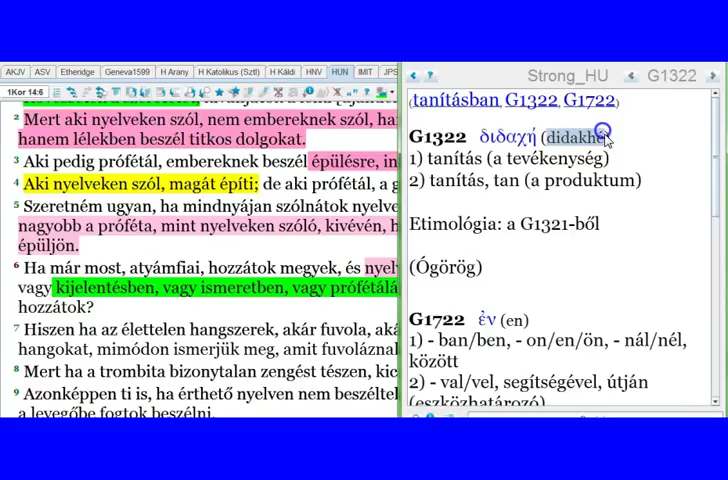 AKJV ASV Etheridge Geneva1599 H Arany H Katolikus (Sztl) H Káldi HNV HUN IMIT JPS
1Kor 14:6
2 Mert aki nyelveken szól, nem embereknek szól, ha
hanem lélekben beszél titkos dolgokat.
3 Aki pedig prófétál, embereknek beszél épülésre, in
4 Aki nyelveken szól, magát építi; de aki prófétál, a g
5 Szeretném ugyan, ha mindnyájan szólnátok nyelve
nagyobb a próféta, mint nyelveken szóló, kivévén, h
épüljön.
6 Ha már most, atyámfiai, hozzátok megyek, és nyel
vagy kijelentésben, vagy ismeretben, vagy prófétálá
hozzátok?
7 Hiszen ha az élettelen hangszerek, akár fuvola, aká
hangokat, mimódon ismerjük meg, amit fuvoláznal
8 Mert ha a trombita bizonytalan zengést tészen, kic
9 Azonképpen ti is, ha érthető nyelven nem beszélte
a levegőbe fogtok beszélni.
Strong_HU G1322
(tanításban, G1322, G1722)
G1322 διδαχή (didakhé
1) tanítás (a tevékenység)
2) tanítás, tan (a produktum)
Etimológia: a G1321-ből
(Ógörög)
G1722 ἐν (en)
1) - ban/ben, - on/en/ön, - nál/nél,
között
2) - val/vel, segítségével, útján
(eszközhatározó)